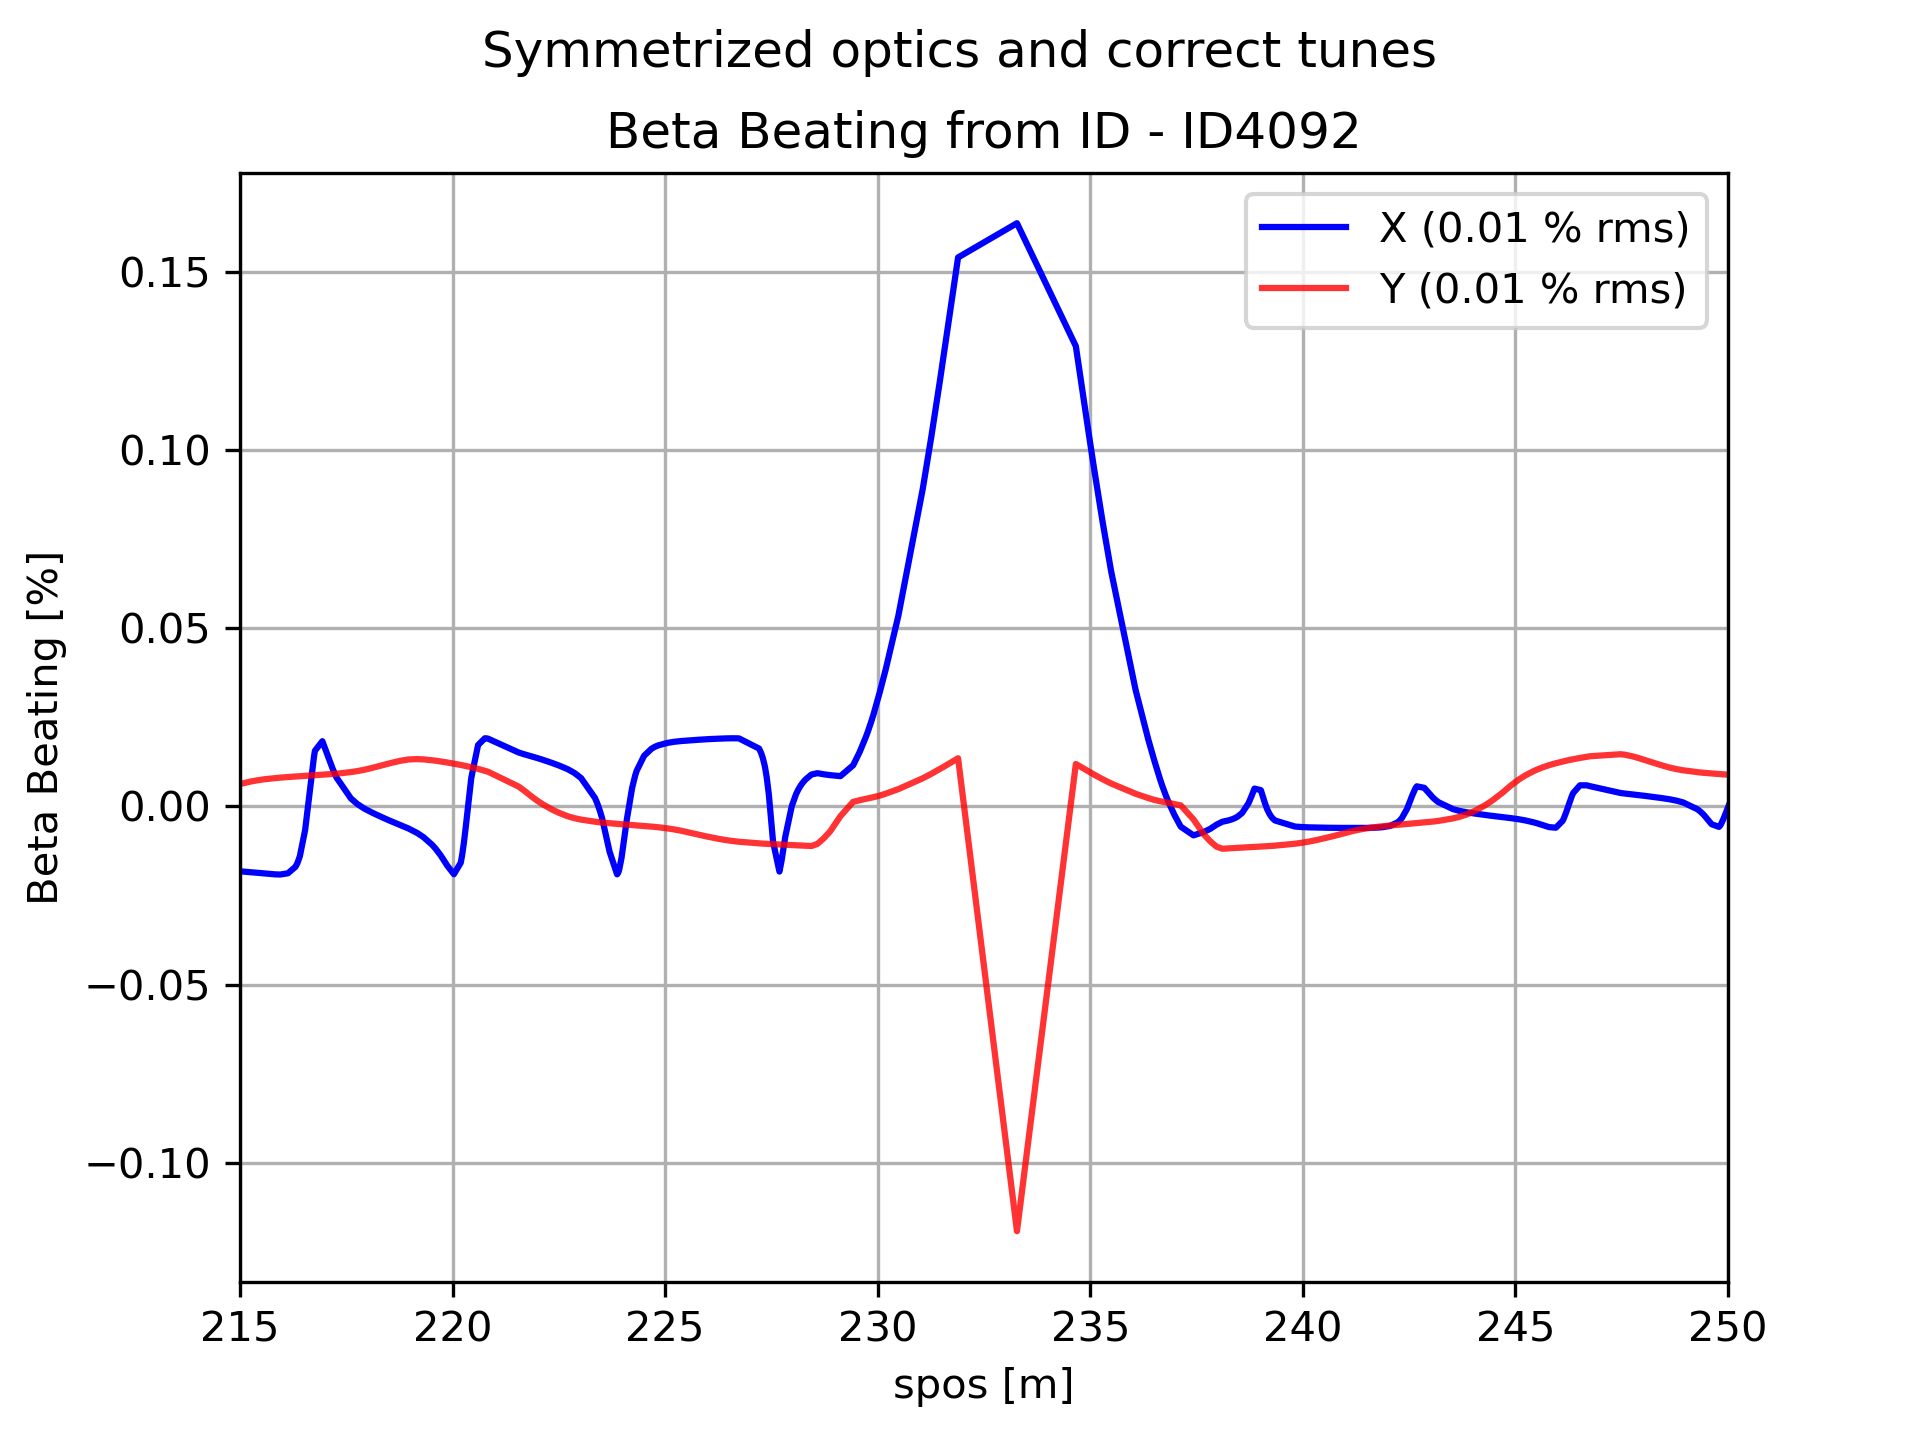 Symmetrized optics and correct tunes
Beta Beating from ID - ID4092
X (0.01 % rms)
Y (0.01 % rms)
Beta Beating [%]
0.15
0.10
0.05
0.00
−0.05
−0.10
215 220 225 230 235 240 245 250
spos [m]